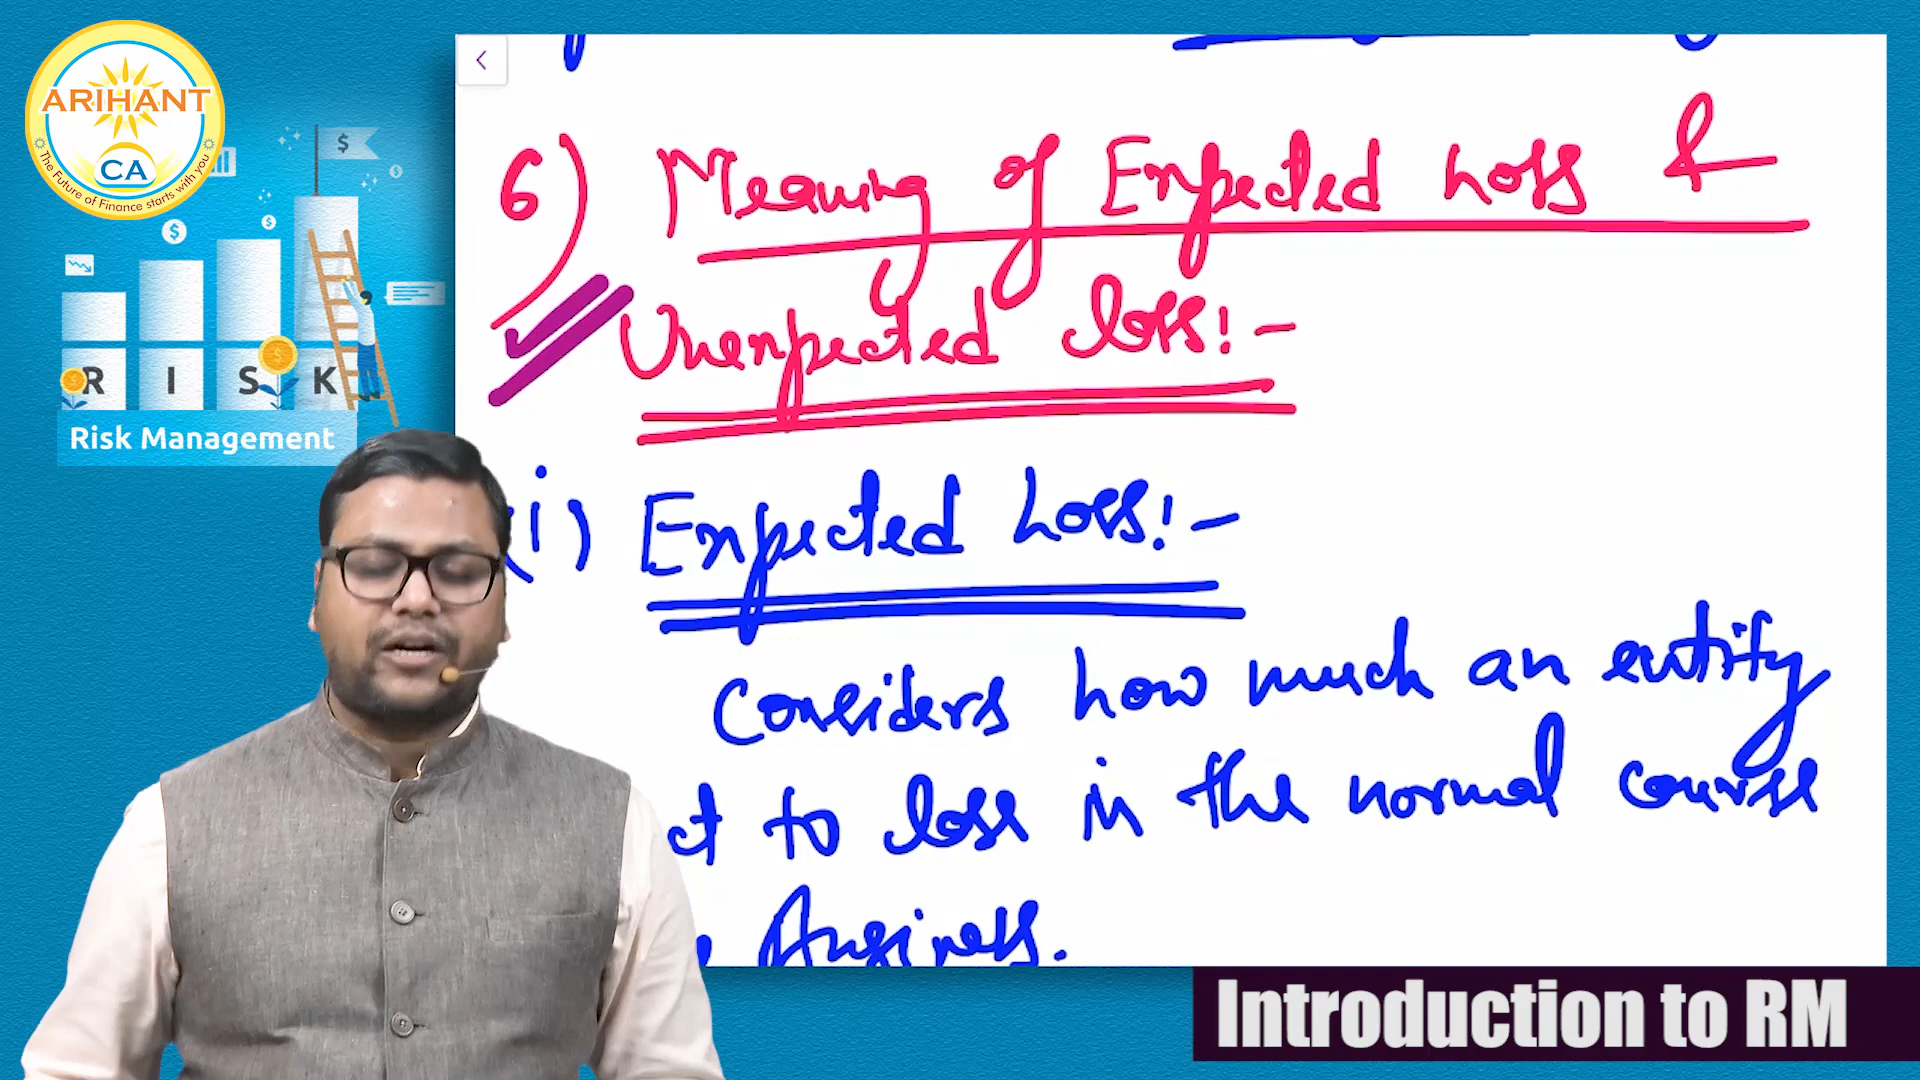 ARIHANT
CA
The Future of Finance starts with you
R I S K
Risk Management
6) Meaning of Expected Loss &
Unexpected loss:-
(i) Expected Loss:-
Considers how much an entity
ct to loss in the normal course
Business.
Introduction to RM